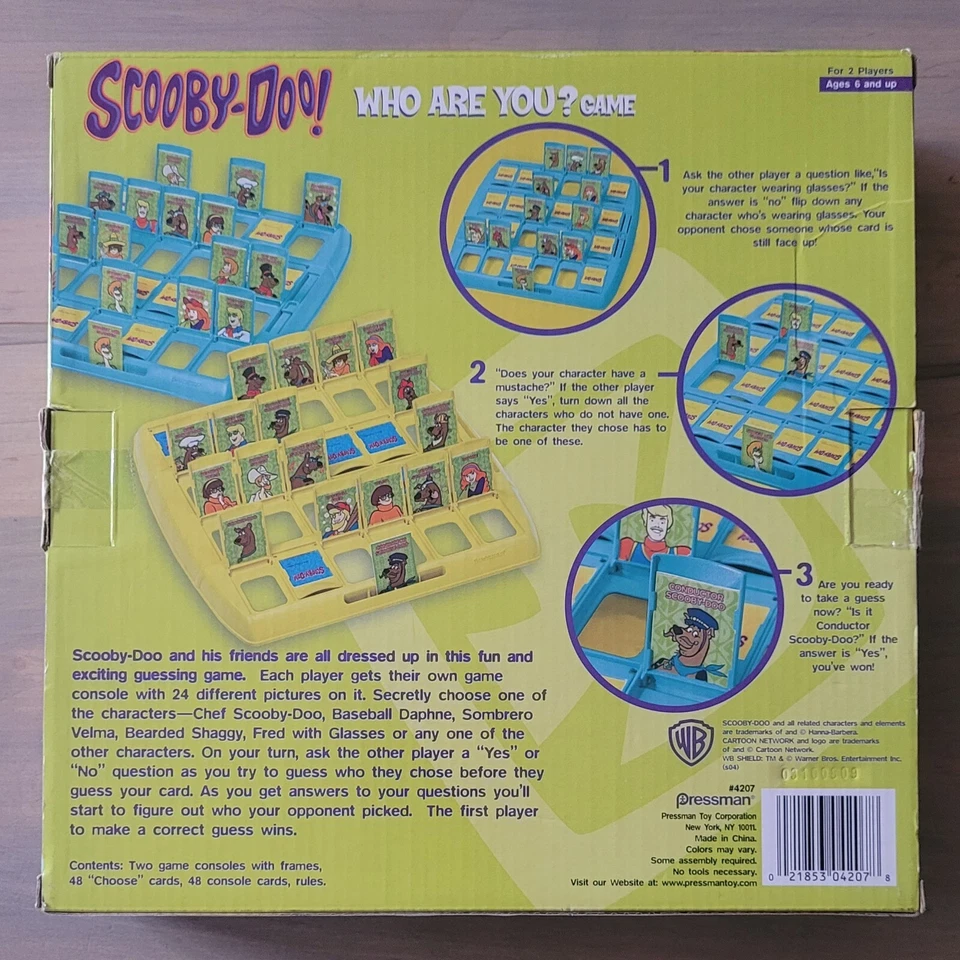 SCOOBY-DOO!
WHO ARE YOU? GAME
For 2 Players
Ages 6 and up
1
Ask the other player a question like,"Is
your character wearing glasses?" If the
answer is "no" flip down any
character who's wearing glasses. Your
opponent chose someone whose card is
still face up!
2
"Does your character have a
mustache?" If the other player
says "Yes", turn down all the
characters who do not have one.
The character they chose has to
be one of these.
CONDUCTOR
SCOOBY-DOO
3
Are you ready
to take a guess
now? "Is it
Conductor
Scooby-Doo?" If the
answer is "Yes",
you've won!
Scooby-Doo and his friends are all dressed up in this fun and
exciting guessing game. Each player gets their own game
console with 24 different pictures on it. Secretly choose one of
the characters—Chef Scooby-Doo, Baseball Daphne, Sombrero
Velma, Bearded Shaggy, Fred with Glasses or any one of the
other characters. On your turn, ask the other player a "Yes" or
"No" question as you try to guess who they chose before they
guess your card. As you get answers to your questions you'll
start to figure out who your opponent picked. The first player
to make a correct guess wins.
Contents: Two game consoles with frames,
48 "Choose" cards, 48 console cards, rules.
WB
SCOOBY-DOO and all related characters and elements
are trademarks of and © Hanna-Barbera.
CARTOON NETWORK and logo are trademarks
of and © Cartoon Network.
WB SHIELD: TM & © Warner Bros. Entertainment Inc.
(s04)
#4207
Pressman®
Pressman Toy Corporation
New York, NY 10011.
Made in China.
Colors may vary.
Some assembly required.
No tools necessary.
Visit our Website at: www.pressmantoy.com
0 21853 04207 8